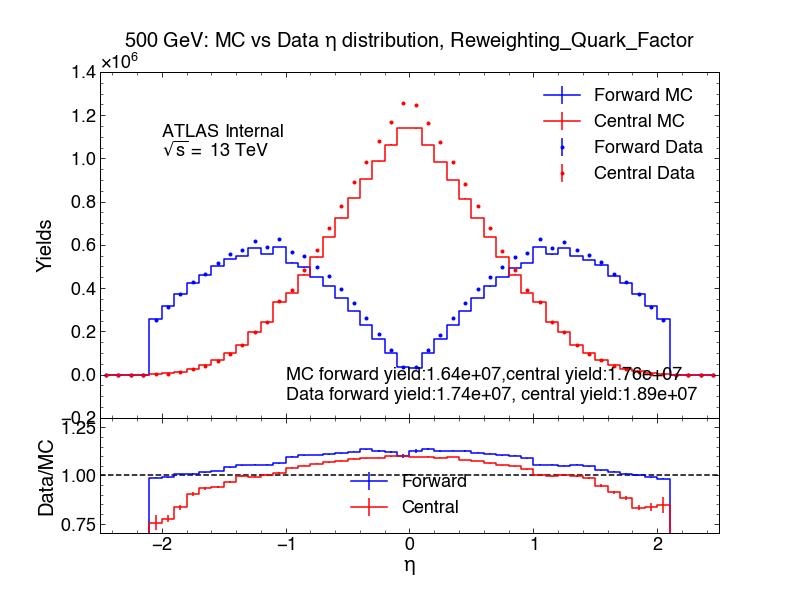 500 GeV: MC vs Data η distribution, Reweighting_Quark_Factor
×10⁶
1.4
1.2
1.0
0.8
0.6
0.4
0.2
0.0
−0.2
Yields
ATLAS Internal
√s = 13 TeV
Forward MC
Central MC
Forward Data
Central Data
MC forward yield:1.64e+07,central yield:1.76e+07
Data forward yield:1.74e+07, central yield:1.89e+07
1.25
1.00
0.75
Data/MC
Forward
Central
−2 −1 0 1 2
η